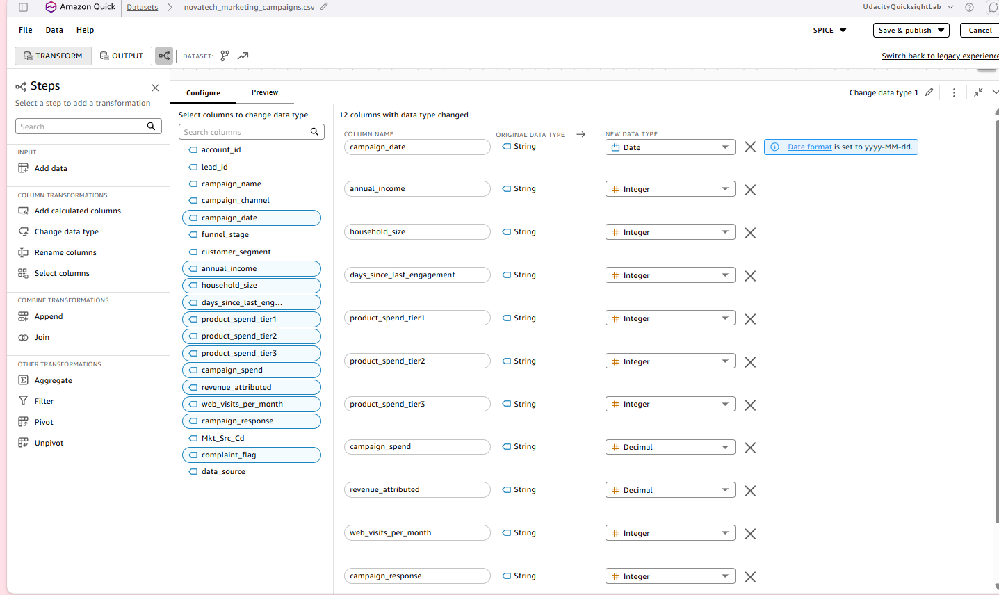 Amazon Quick
Datasets
novatech_marketing_campaigns.csv
UdacityQuicksightLab
File
Data
Help
SPICE
Save & publish
Cancel
TRANSFORM
OUTPUT
DATASET:
Switch back to legacy experience
Steps
Select a step to add a transformation
Search
INPUT
Add data
COLUMN TRANSFORMATIONS
Add calculated columns
Change data type
Rename columns
Select columns
COMBINE TRANSFORMATIONS
Append
Join
OTHER TRANSFORMATIONS
Aggregate
Filter
Pivot
Unpivot
Configure
Preview
Change data type 1
Select columns to change data type
Search columns
account_id
lead_id
campaign_name
campaign_channel
campaign_date
funnel_stage
customer_segment
annual_income
household_size
days_since_last_eng...
product_spend_tier1
product_spend_tier2
product_spend_tier3
campaign_spend
revenue_attributed
web_visits_per_month
campaign_response
Mkt_Src_Cd
complaint_flag
data_source
12 columns with data type changed
COLUMN NAME
ORIGINAL DATA TYPE
NEW DATA TYPE
campaign_date String Date
Date format is set to yyyy-MM-dd.
annual_income String Integer
household_size String Integer
days_since_last_engagement String Integer
product_spend_tier1 String Integer
product_spend_tier2 String Integer
product_spend_tier3 String Integer
campaign_spend String Decimal
revenue_attributed String Decimal
web_visits_per_month String Integer
campaign_response String Integer